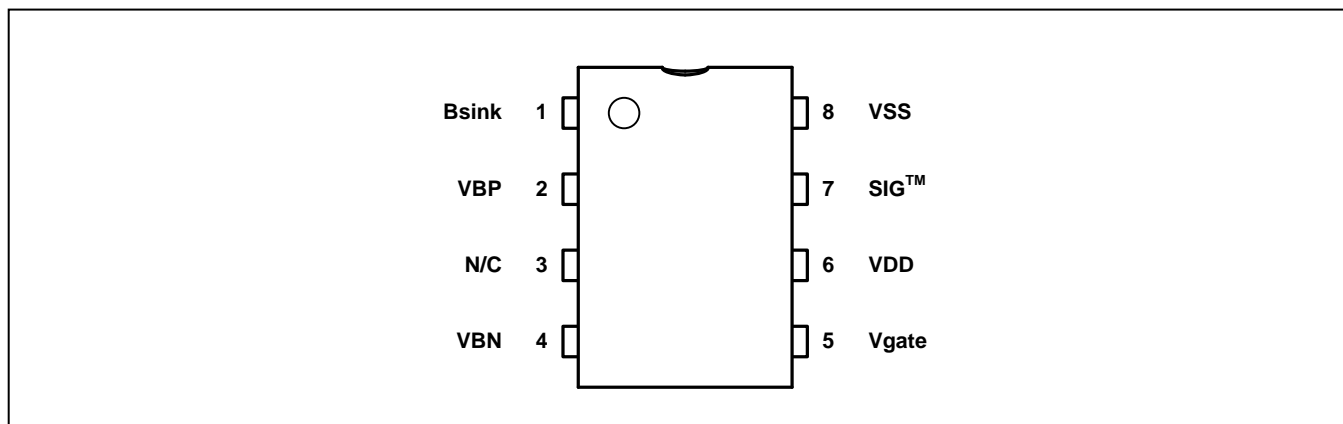 Bsink 1 8 VSS
VBP 2 7 SIG™
N/C 3 6 VDD
VBN 4 5 Vgate